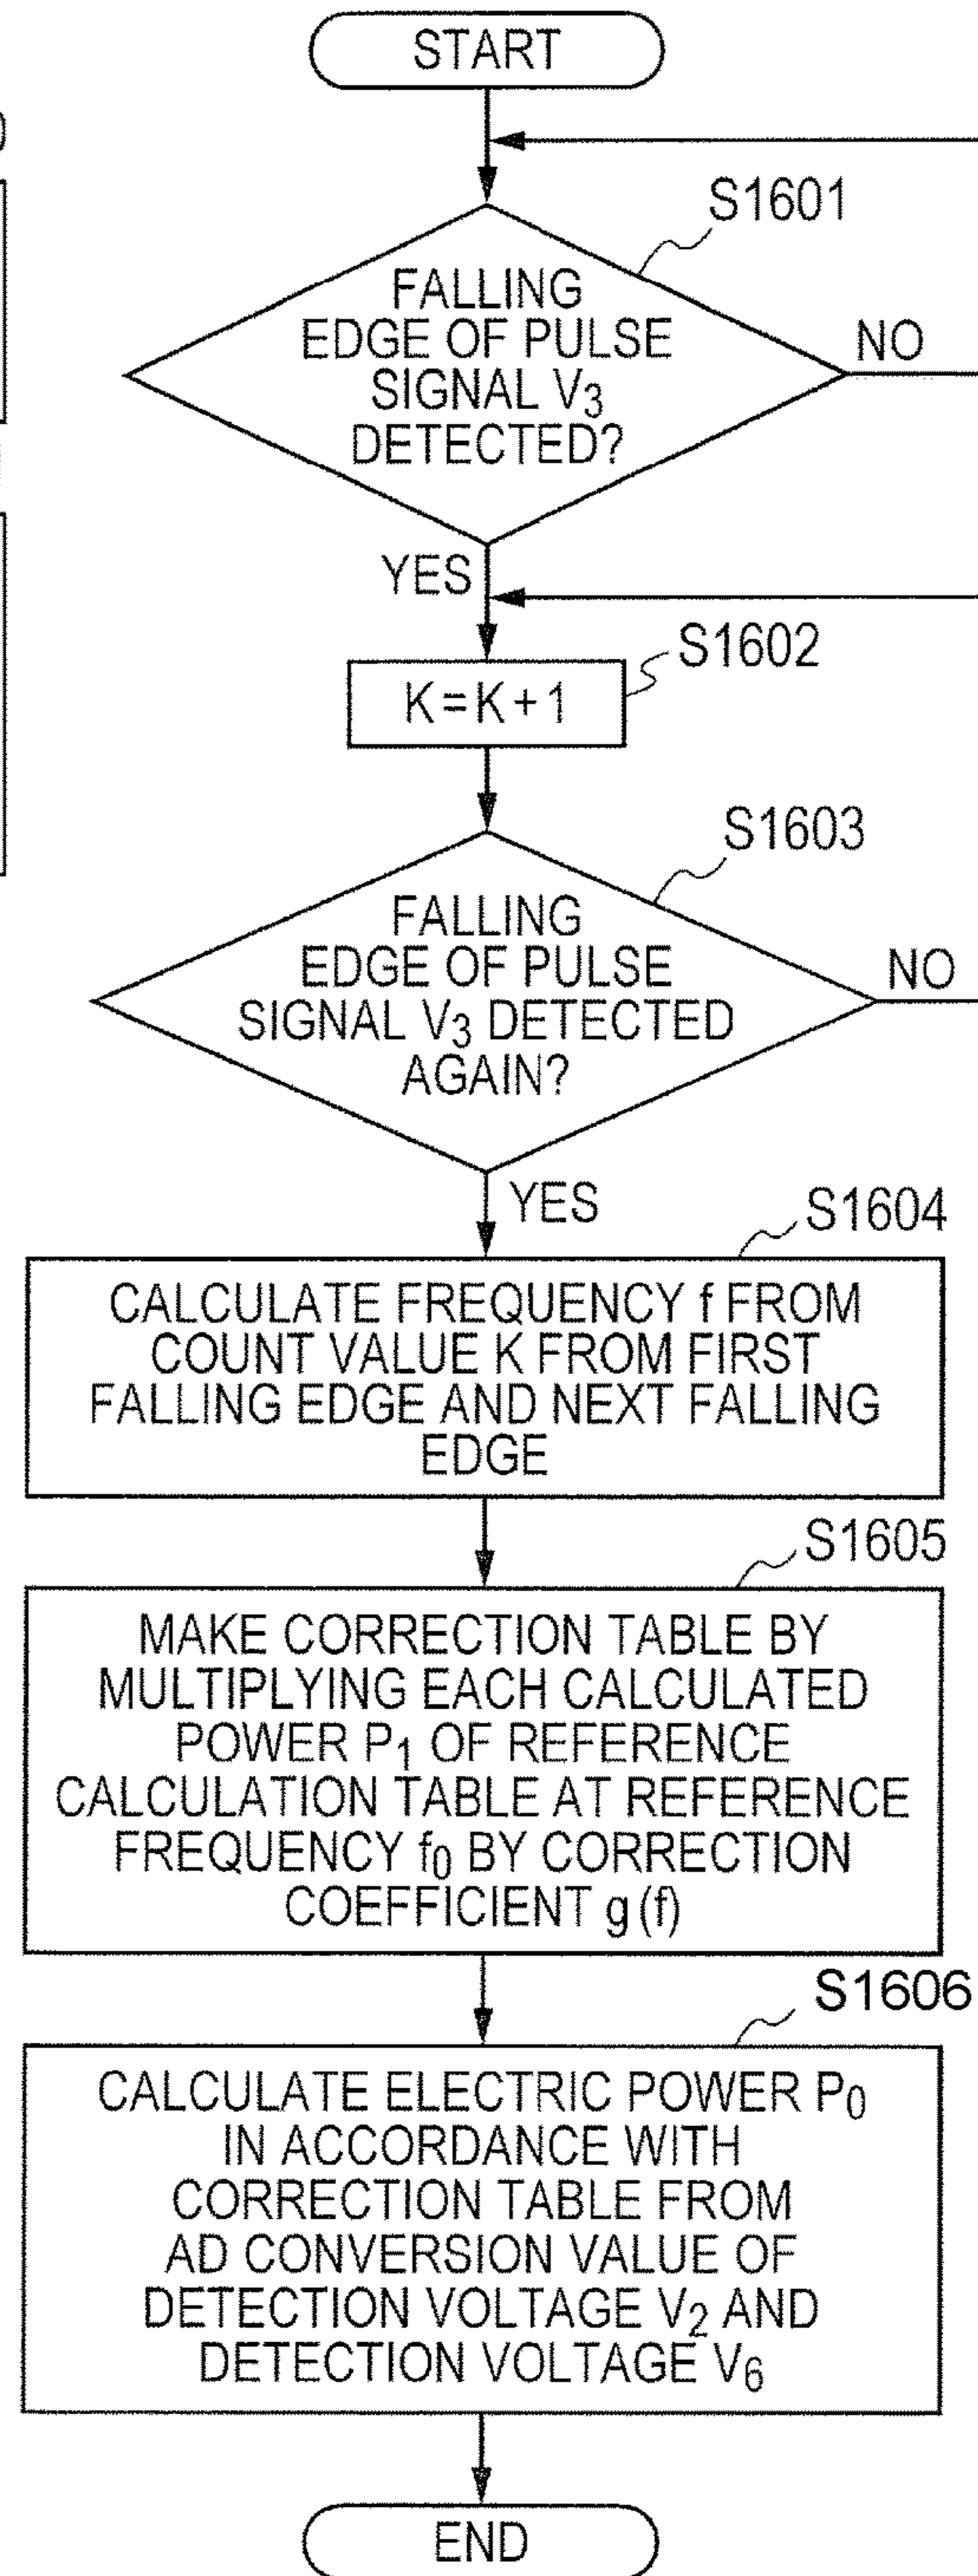 START
S1601
FALLING
EDGE OF PULSE
SIGNAL V3
DETECTED?
NO
YES
S1602
K=K+1
S1603
FALLING
EDGE OF PULSE
SIGNAL V3 DETECTED
AGAIN?
NO
YES
S1604
CALCULATE FREQUENCY f FROM
COUNT VALUE K FROM FIRST
FALLING EDGE AND NEXT FALLING
EDGE
S1605
MAKE CORRECTION TABLE BY
MULTIPLYING EACH CALCULATED
POWER P1 OF REFERENCE
CALCULATION TABLE AT REFERENCE
FREQUENCY f0 BY CORRECTION
COEFFICIENT g(f)
S1606
CALCULATE ELECTRIC POWER P0
IN ACCORDANCE WITH
CORRECTION TABLE FROM
AD CONVERSION VALUE OF
DETECTION VOLTAGE V2 AND
DETECTION VOLTAGE V6
END